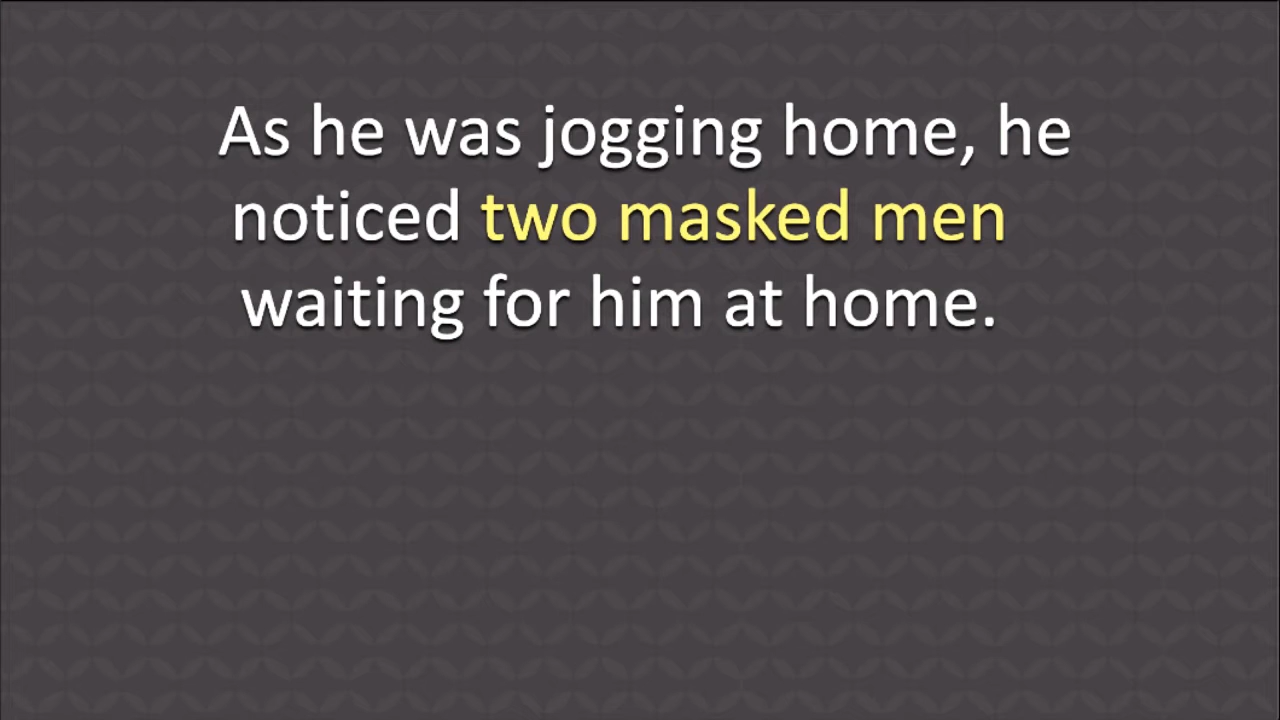 As he was jogging home, he
noticed two masked men
waiting for him at home.